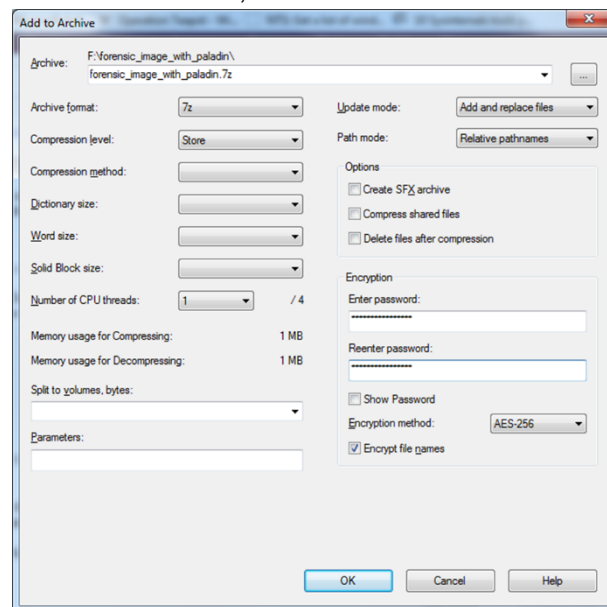 Add to Archive
Archive: F:\forensic_image_with_paladin\
forensic_image_with_paladin.7z
...
Archive format: 7z
Compression level: Store
Compression method:
Dictionary size:
Word size:
Solid Block size:
Number of CPU threads: 1 / 4
Memory usage for Compressing: 1 MB
Memory usage for Decompressing: 1 MB
Split to volumes, bytes:
Parameters:
Update mode: Add and replace files
Path mode: Relative pathnames
Options
Create SFX archive
Compress shared files
Delete files after compression
Encryption
Enter password:
****************
Reenter password:
****************
Show Password
Encryption method: AES-256
Encrypt file names
OK Cancel Help